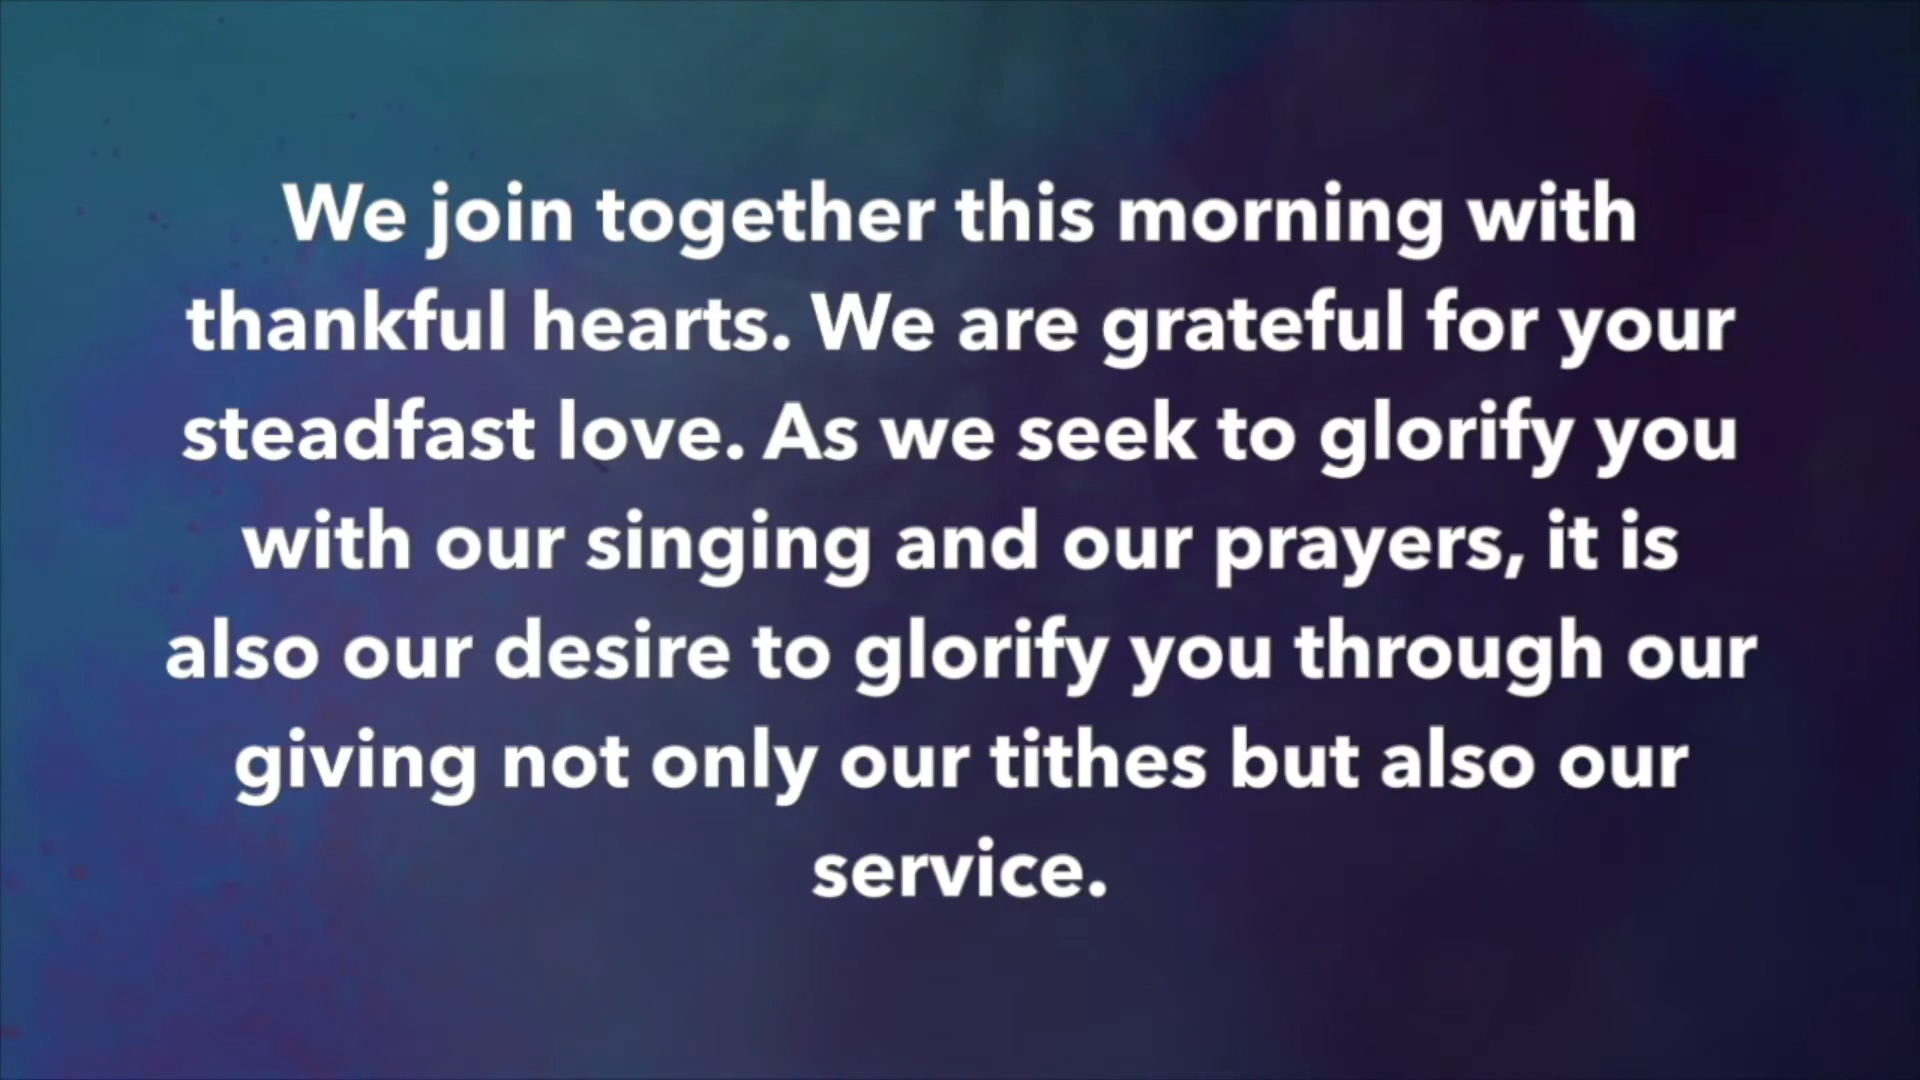 We join together this morning with
thankful hearts. We are grateful for your
steadfast love. As we seek to glorify you
with our singing and our prayers, it is
also our desire to glorify you through our
giving not only our tithes but also our
service.